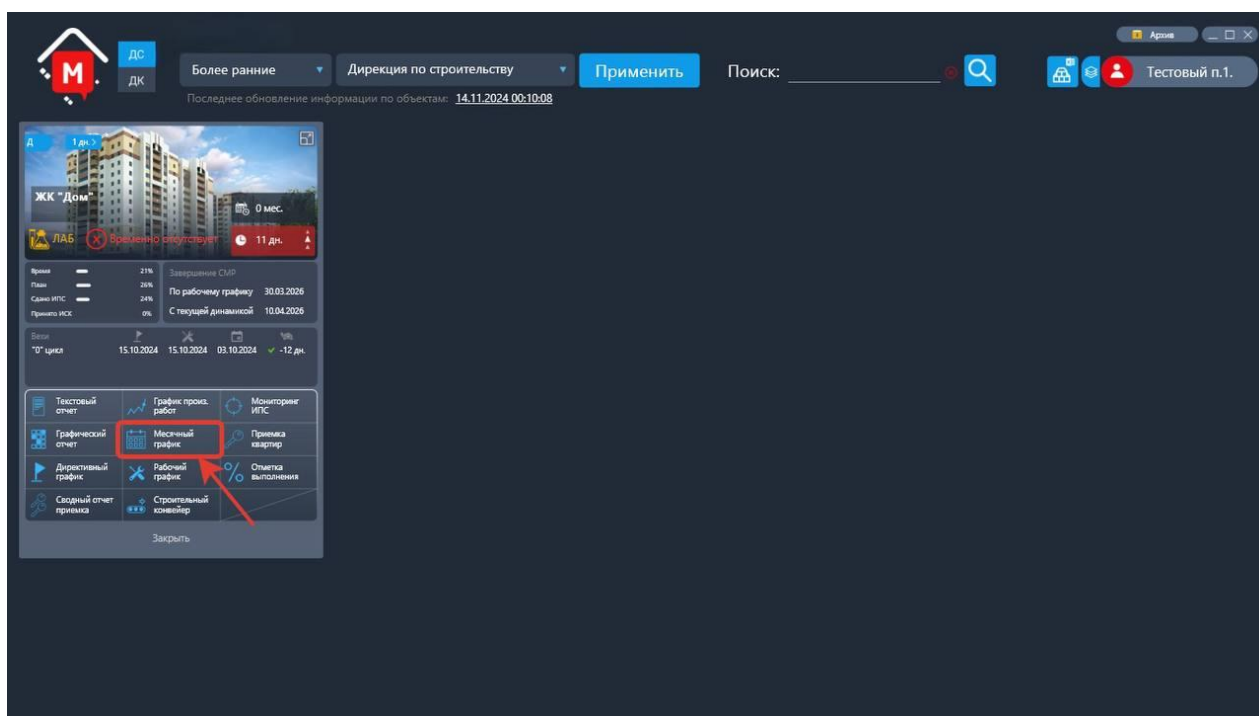 Архив
М
ДС
ДК
Более ранние
Дирекция по строительству
Применить
Поиск:
Тестовый п.1.
Последнее обновление информации по объектам: 14.11.2024 00:10:08
Д
1 дн. >
ЖК "Дом"
0 мес.
ЛАБ
Временно отсутствует
11 дн.
Время 21%
План 26%
Сдано ИПС 24%
Принято ИСК 0%
Завершение СМР
По рабочему графику 30.03.2026
С текущей динамикой 10.04.2026
Вехи
"0" цикл 15.10.2024 15.10.2024 03.10.2024 -12 дн.
Текстовый
отчет
График произ.
работ
Мониторинг
ИПС
Графический
отчет
Месячный
график
Приемка
квартир
Директивный
график
Рабочий
график
Отметка
выполнения
Сводный отчет
приемка
Строительный
конвейер
Закрыть